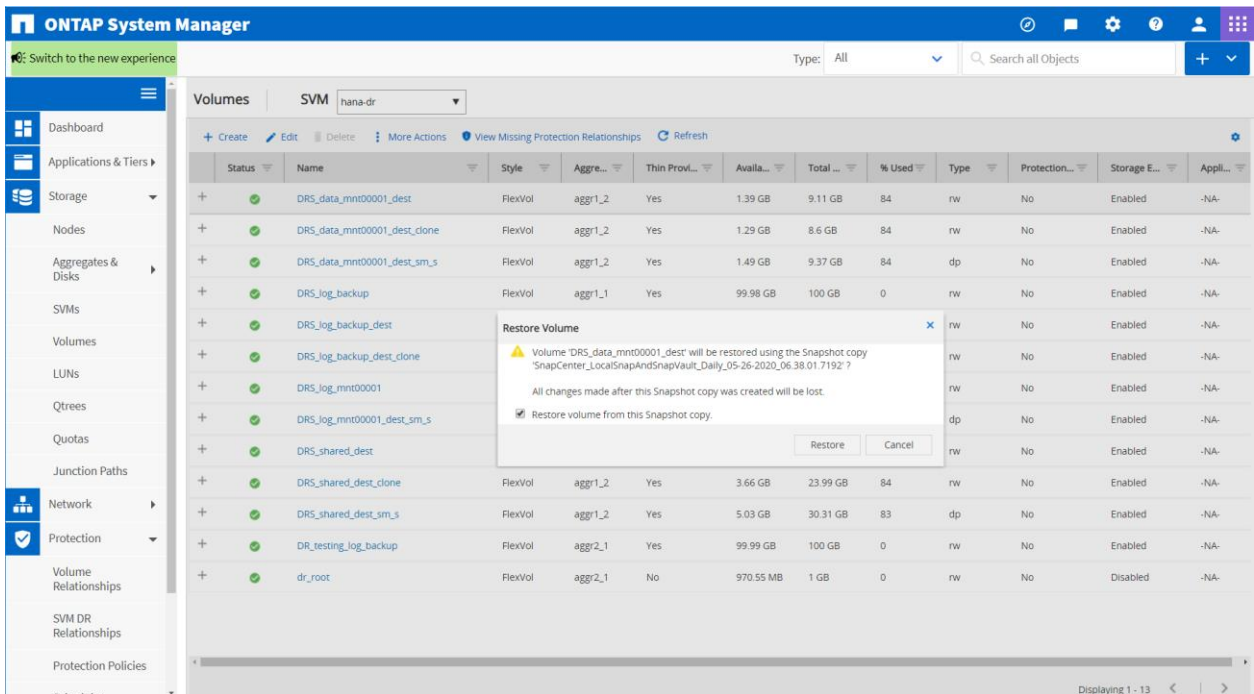 ONTAP System Manager
Switch to the new experience
Type: All
Search all Objects
Volumes
SVM hana-dr
Dashboard
Applications & Tiers
Storage
Nodes
Aggregates &
Disks
SVMs
Volumes
LUNs
Qtrees
Quotas
Junction Paths
Network
Protection
Volume
Relationships
SVM DR
Relationships
Protection Policies
+ Create Edit Delete More Actions View Missing Protection Relationships Refresh
Status Name Style Aggre... Thin Provi... Availa... Total ... % Used Type Protection... Storage E... Appli...
+ DRS_data_mnt00001_dest FlexVol aggr1_2 Yes 1.39 GB 9.11 GB 84 rw No Enabled -NA-
+ DRS_data_mnt00001_dest_clone FlexVol aggr1_2 Yes 1.29 GB 8.6 GB 84 rw No Enabled -NA-
+ DRS_data_mnt00001_dest_sm_s FlexVol aggr1_2 Yes 1.49 GB 9.37 GB 84 dp No Enabled -NA-
+ DRS_log_backup FlexVol aggr1_1 Yes 99.98 GB 100 GB 0 rw No Enabled -NA-
+ DRS_log_backup_dest rw No Enabled -NA-
+ DRS_log_backup_dest_clone rw No Enabled -NA-
+ DRS_log_mnt00001 rw No Enabled -NA-
+ DRS_log_mnt00001_dest_sm_s dp No Enabled -NA-
+ DRS_shared_dest rw No Enabled -NA-
+ DRS_shared_dest_clone FlexVol aggr1_2 Yes 3.66 GB 23.99 GB 84 rw No Enabled -NA-
+ DRS_shared_dest_sm_s FlexVol aggr1_2 Yes 5.03 GB 30.31 GB 83 dp No Enabled -NA-
+ DR_testing_log_backup FlexVol aggr2_1 Yes 99.99 GB 100 GB 0 rw No Enabled -NA-
+ dr_root FlexVol aggr2_1 No 970.55 MB 1 GB 0 rw No Disabled -NA-
Restore Volume
Volume 'DRS_data_mnt00001_dest' will be restored using the Snapshot copy
'SnapCenter_LocalSnapAndSnapVault_Daily_05-26-2020_06.38.01.7192' ?
All changes made after this Snapshot copy was created will be lost.
Restore volume from this Snapshot copy.
Restore Cancel
Displaying 1 - 13